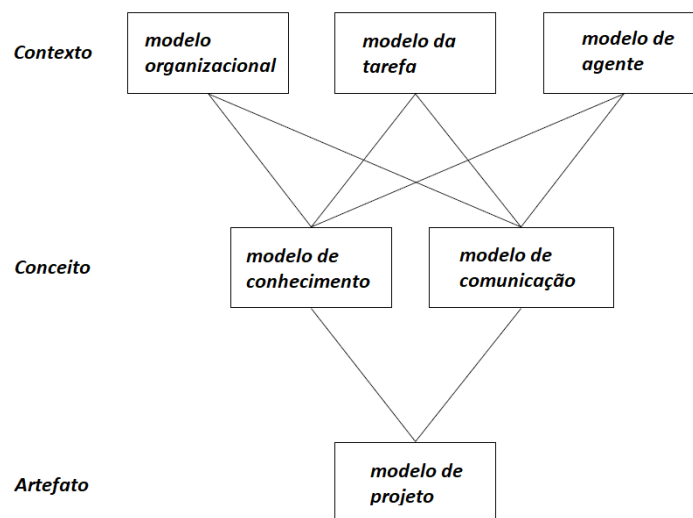 Contexto
modelo
organizacional
modelo da
tarefa
modelo de
agente
Conceito
modelo de
conhecimento
modelo de
comunicação
Artefato
modelo de
projeto